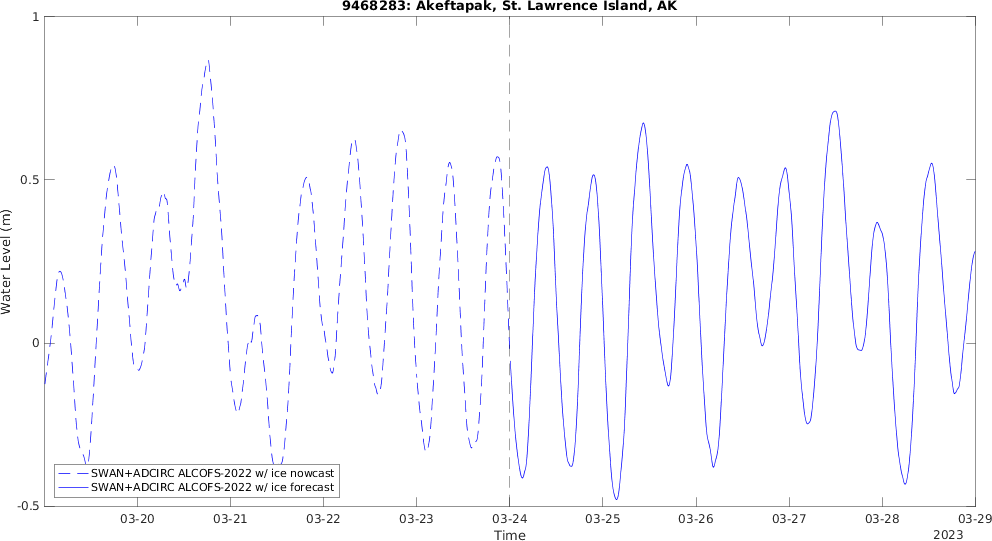 9468283: Akeftapak, St. Lawrence Island, AK
1
0.5
0
-0.5
Water Level (m)
SWAN+ADCIRC ALCOFS-2022 w/ ice nowcast
SWAN+ADCIRC ALCOFS-2022 w/ ice forecast
03-20 03-21 03-22 03-23 03-24 03-25 03-26 03-27 03-28 03-29
Time
2023